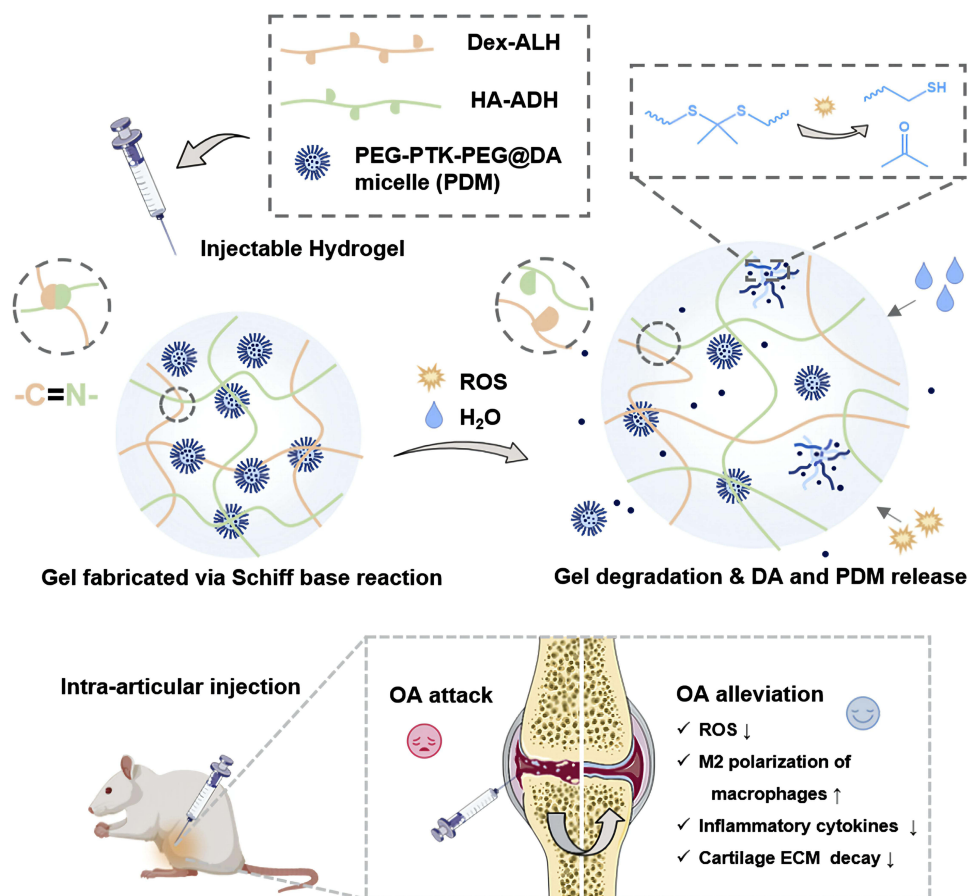 Dex-ALH
HA-ADH
PEG-PTK-PEG@DA
micelle (PDM)
Injectable Hydrogel
S
S
SH
O
-C=N-
ROS
H₂O
Gel fabricated via Schiff base reaction
Gel degradation & DA and PDM release
Intra-articular injection
OA attack
OA alleviation
✓ ROS ↓
✓ M2 polarization of
macrophages ↑
✓ Inflammatory cytokines ↓
✓ Cartilage ECM decay ↓